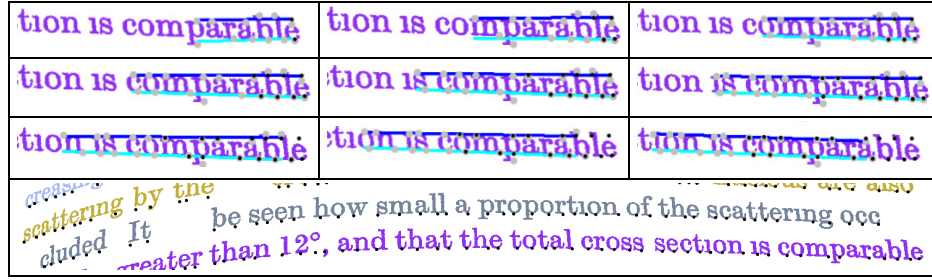 tion is comparable tion is comparable tion is comparable
tion is comparable tion is comparable tion is comparable
tion is comparable tion is comparable tion is comparable
are also
scattering by the
be seen how small a proportion of the scattering occ
cluded It
greater than 12°, and that the total cross section is comparable